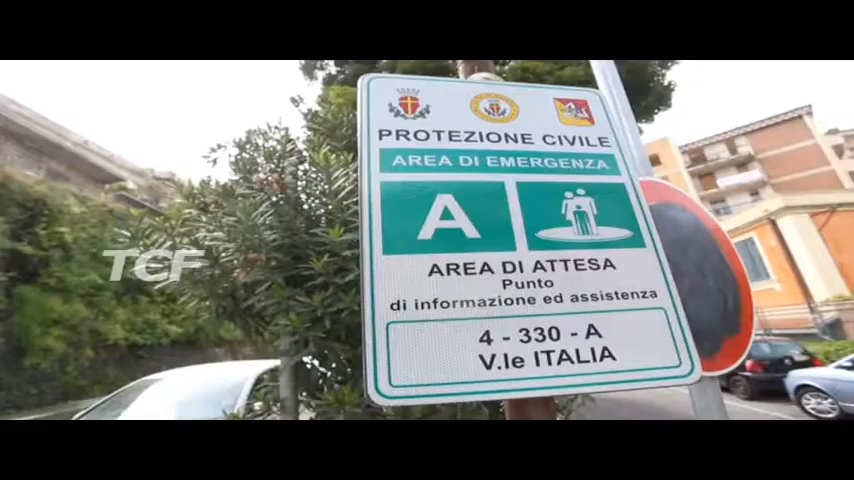 PROTEZIONE CIVILE
AREA DI EMERGENZA
A
AREA DI ATTESA
Punto
di informazione ed assistenza
4 - 330 - A
V.le ITALIA
TCF